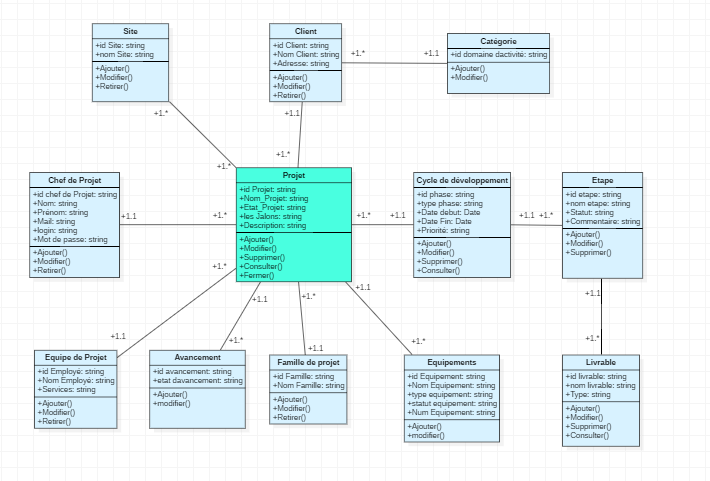 Site
+id Site: string
+nom Site: string
+Ajouter()
+Modifier()
+Retirer()
Client
+id Client: string
+Nom Client: string
+Adresse: string
+Ajouter()
+Modifier()
+Retirer()
+1.*
+1.1
Catégorie
+id domaine dactivité: string
+Ajouter()
+Modifier()
+1.*
+1.*
+1.1
+1.*
Chef de Projet
+id chef de Projet: string
+Nom: string
+Prénom: string
+Mail: string
+login: string
+Mot de passe: string
+Ajouter()
+Modifier()
+Retirer()
+1.1
+1.*
Projet
+id Projet: string
+Nom_Projet: string
+Etat_Projet: string
+les Jalons: string
+Description: string
+Ajouter()
+Modifier()
+Supprimer()
+Consulter()
+Fermer()
+1.*
+1.1
Cycle de développement
+id phase: string
+type phase: string
+Date debut: Date
+Date Fin: Date
+Priorité: string
+Ajouter()
+Modifier()
+Supprimer()
+Consulter()
+1.1
+1.*
Etape
+id etape: string
+nom etape: string
+Statut: string
+Commentaire: string
+Ajouter()
+Modifier()
+Supprimer()
+1.*
+1.1
+1.1
+1.*
+1.*
+1.1
+1.1
+1.*
+1.1
+1.*
Equipe de Projet
+id Employé: string
+Nom Employé: string
+Services: string
+Ajouter()
+Modifier()
+Retirer()
Avancement
+id avancement: string
+etat davancement: string
+Ajouter()
+modifier()
Famille de projet
+id Famille: string
+Nom Famille: string
+Ajouter()
+Modifier()
+Retirer()
Equipements
+id Equipement: string
+Nom Equipement: string
+type equipement: string
+statut equipement: string
+Num Equipement: string
+Ajouter()
+modifier()
Livrable
+id livrable: string
+nom livrable: string
+Type: string
+Ajouter()
+Modifier()
+Supprimer()
+Consulter()